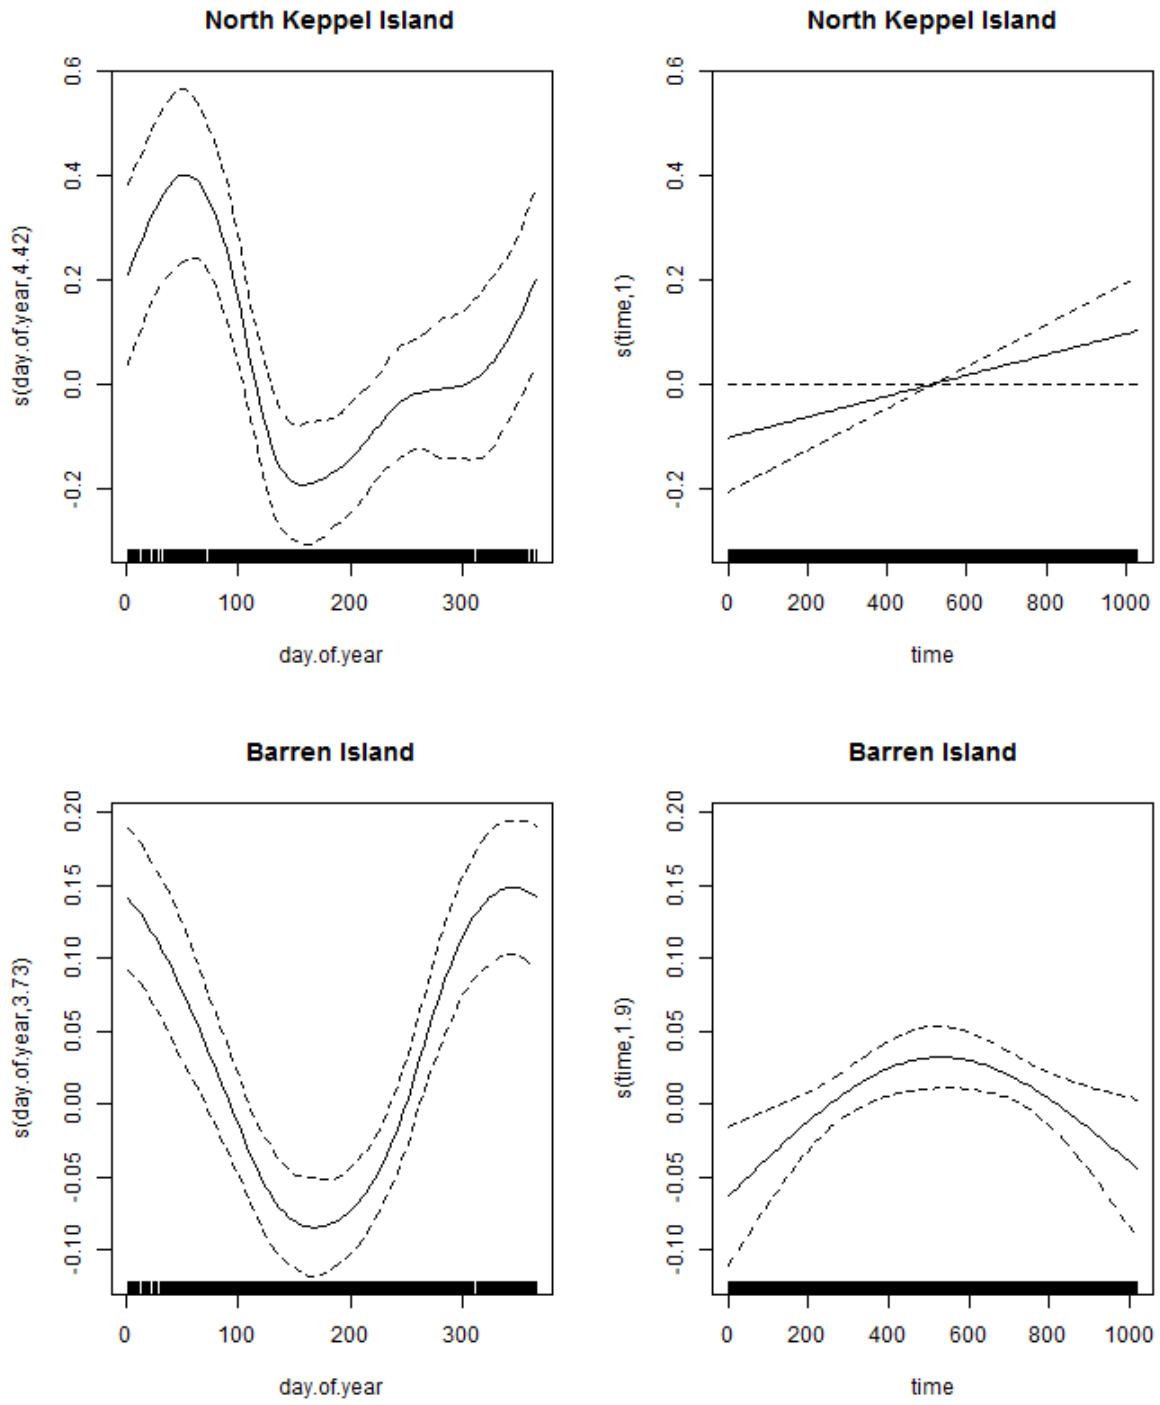 North Keppel Island
s(day.of.year,4.42)
0.6
0.4
0.2
0.0
-0.2
0 100 200 300
day.of.year
North Keppel Island
s(time,1)
0.6
0.4
0.2
0.0
-0.2
0 200 400 600 800 1000
time
Barren Island
s(day.of.year,3.73)
0.20
0.15
0.10
0.05
0.00
-0.05
-0.10
0 100 200 300
day.of.year
Barren Island
s(time,1.9)
0.20
0.15
0.10
0.05
0.00
-0.05
-0.10
0 200 400 600 800 1000
time